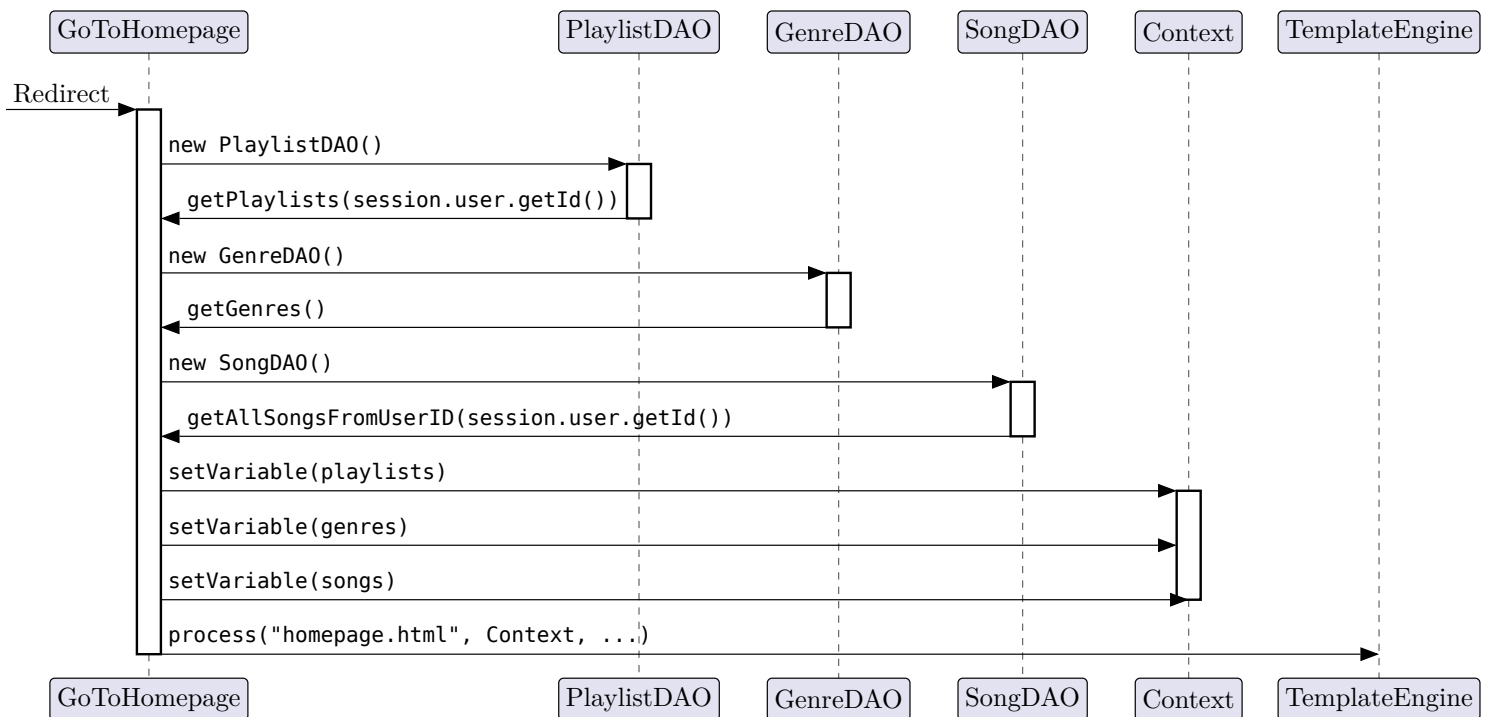 GoToHomepage PlaylistDAO GenreDAO SongDAO Context TemplateEngine
Redirect
new PlaylistDAO()
getPlaylists(session.user.getId())
new GenreDAO()
getGenres()
new SongDAO()
getAllSongsFromUserID(session.user.getId())
setVariable(playlists)
setVariable(genres)
setVariable(songs)
process("homepage.html", Context, ...)
GoToHomepage PlaylistDAO GenreDAO SongDAO Context TemplateEngine